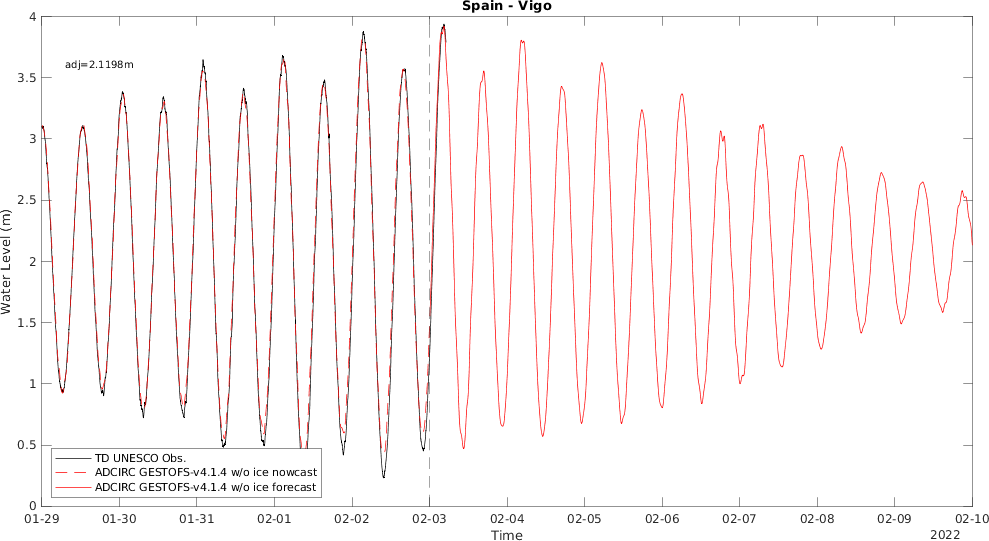 Spain - Vigo
4
adj=2.1198m
3.5
3
2.5
2
1.5
1
0.5
0
Water Level (m)
TD UNESCO Obs.
ADCIRC GESTOFS-v4.1.4 w/o ice nowcast
ADCIRC GESTOFS-v4.1.4 w/o ice forecast
01-29 01-30 01-31 02-01 02-02 02-03 02-04 02-05 02-06 02-07 02-08 02-09 02-10
Time
2022